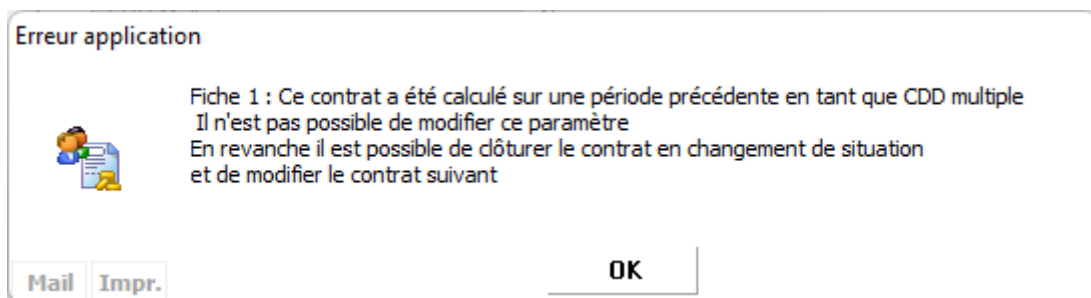 Erreur application
Fiche 1 : Ce contrat a été calculé sur une période précédente en tant que CDD multiple
Il n'est pas possible de modifier ce paramètre
En revanche il est possible de clôturer le contrat en changement de situation
et de modifier le contrat suivant
OK
Mail Impr.